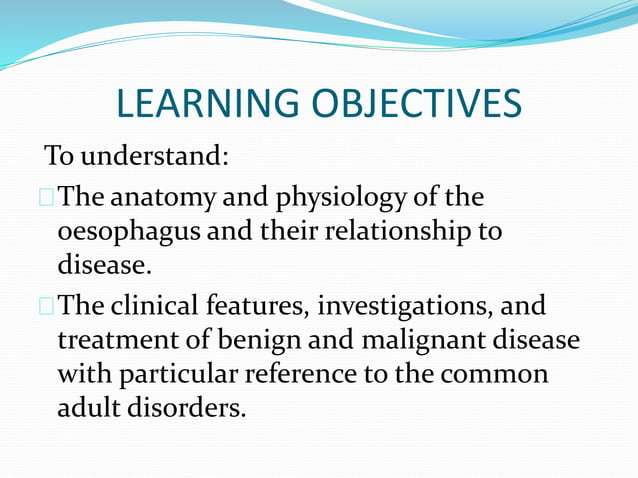 LEARNING OBJECTIVES
To understand:
The anatomy and physiology of the
oesophagus and their relationship to
disease.
The clinical features, investigations, and
treatment of benign and malignant disease
with particular reference to the common
adult disorders.